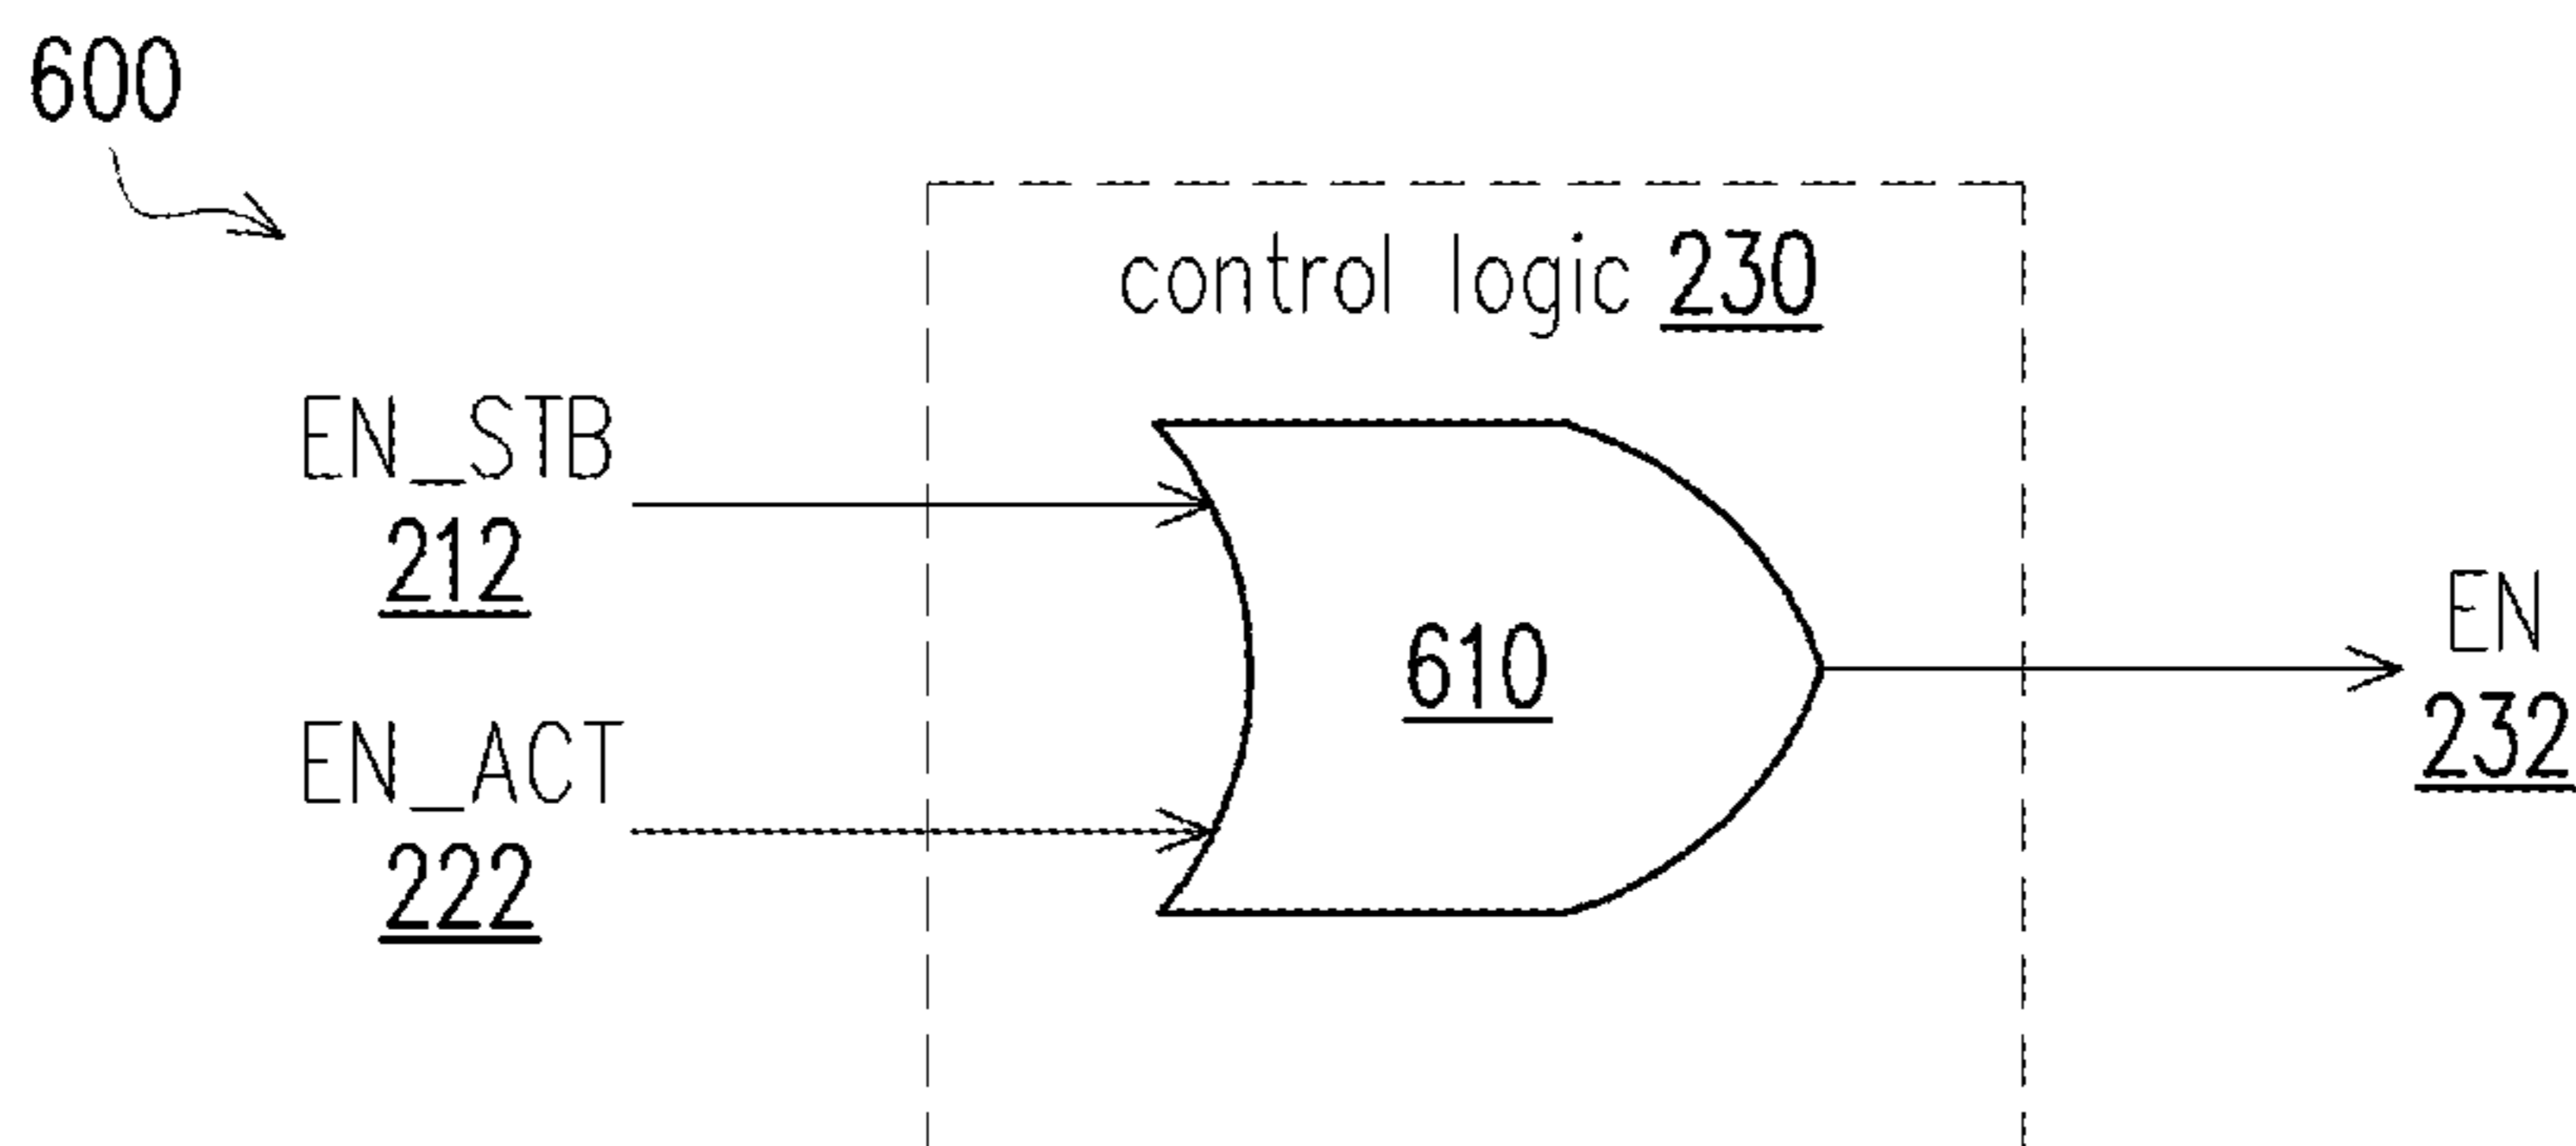 600
control logic 230
EN_STB
212
610
EN
232
EN_ACT
222